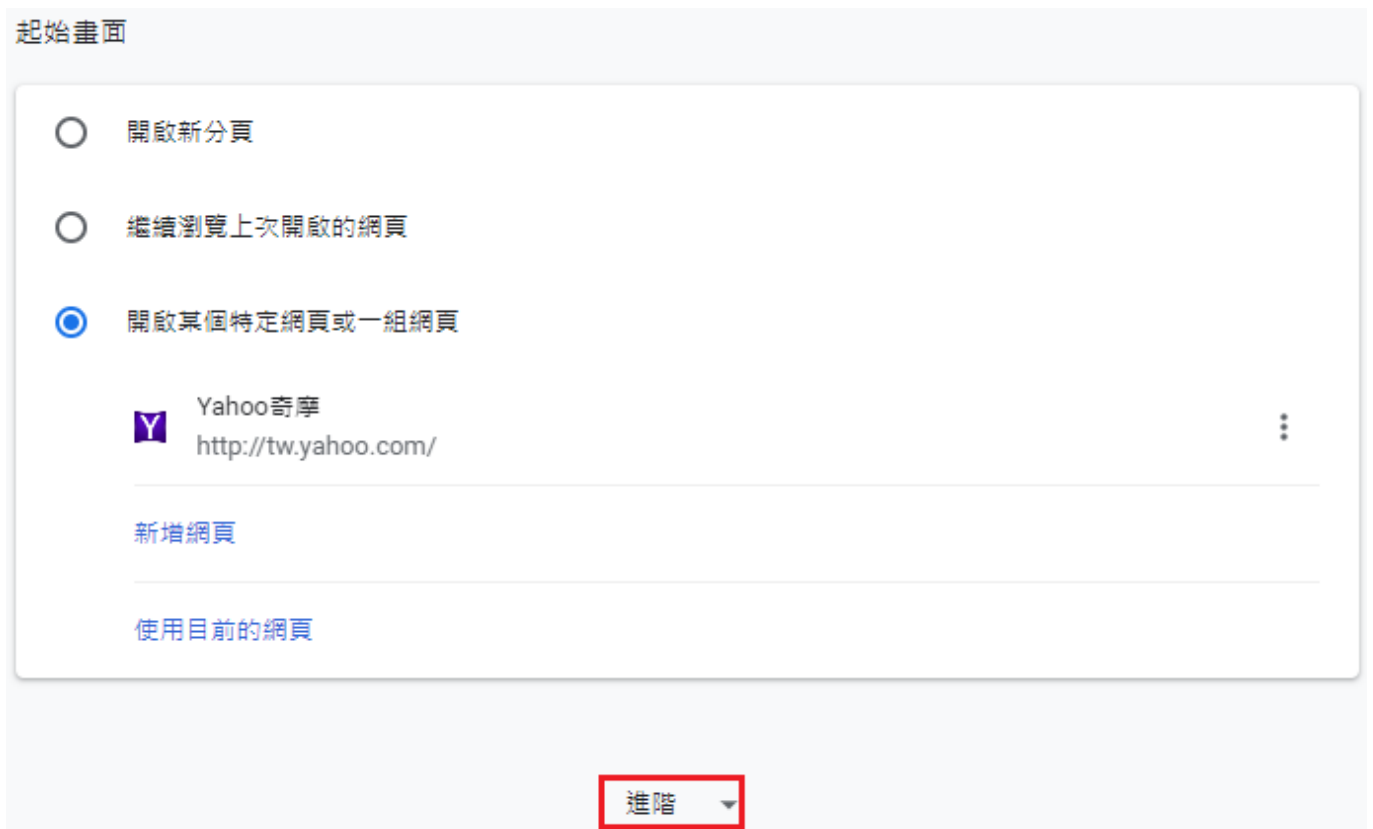 起始畫面
開啟新分頁
繼續瀏覽上次開啟的網頁
開啟某個特定網頁或一組網頁
Y
Yahoo奇摩
http://tw.yahoo.com/
新增網頁
使用目前的網頁
進階